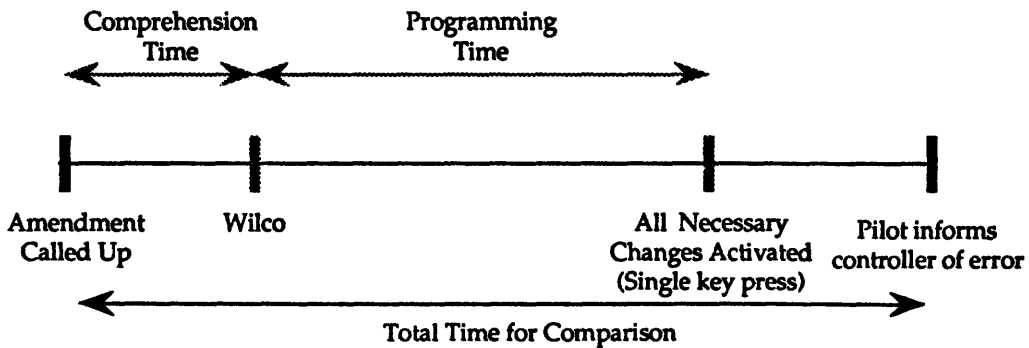 Comprehension
Time
Programming
Time
Amendment
Called Up
Wilco
All Necessary
Changes Activated
(Single key press)
Pilot informs
controller of error
Total Time for Comparison